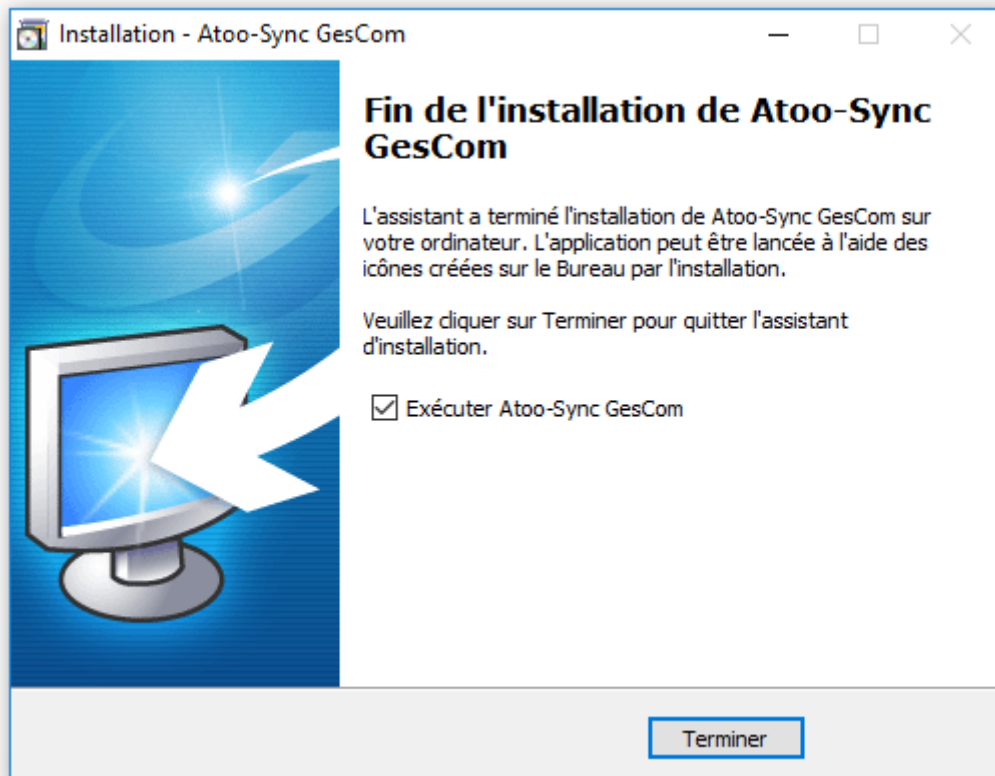 Installation - Atoo-Sync GesCom
Fin de l'installation de Atoo-Sync
GesCom
L'assistant a terminé l'installation de Atoo-Sync GesCom sur
votre ordinateur. L'application peut être lancée à l'aide des
icônes créées sur le Bureau par l'installation.
Veuillez cliquer sur Terminer pour quitter l'assistant
d'installation.
Exécuter Atoo-Sync GesCom
Terminer